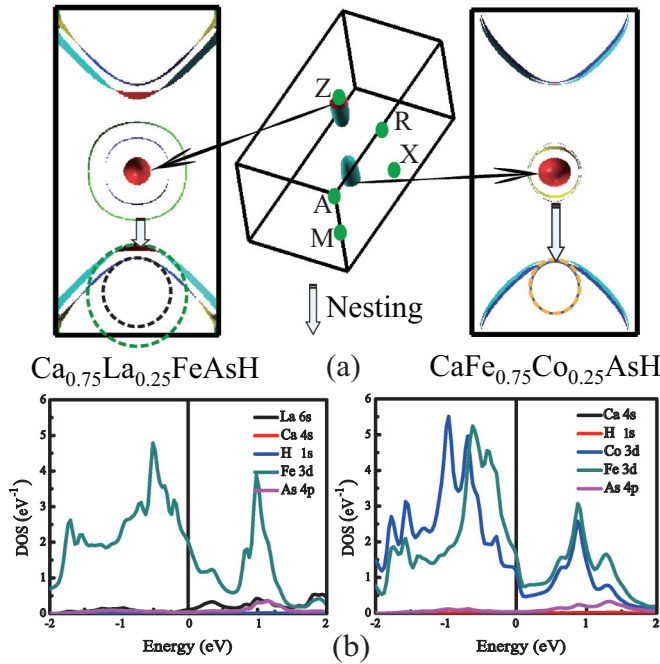 Z
R
X
A
M
Nesting
Ca0.75La0.25FeAsH
(a)
CaFe0.75Co0.25AsH
La 6s
Ca 4s
H 1s
Fe 3d
As 4p
DOS (eV-1)
6
5
4
3
2
1
0
-2
-1
0
1
2
Energy (eV)
Ca 4s
H 1s
Co 3d
Fe 3d
As 4p
DOS (eV-1)
6
5
4
3
2
1
0
-2
-1
0
1
2
Energy (eV)
(b)